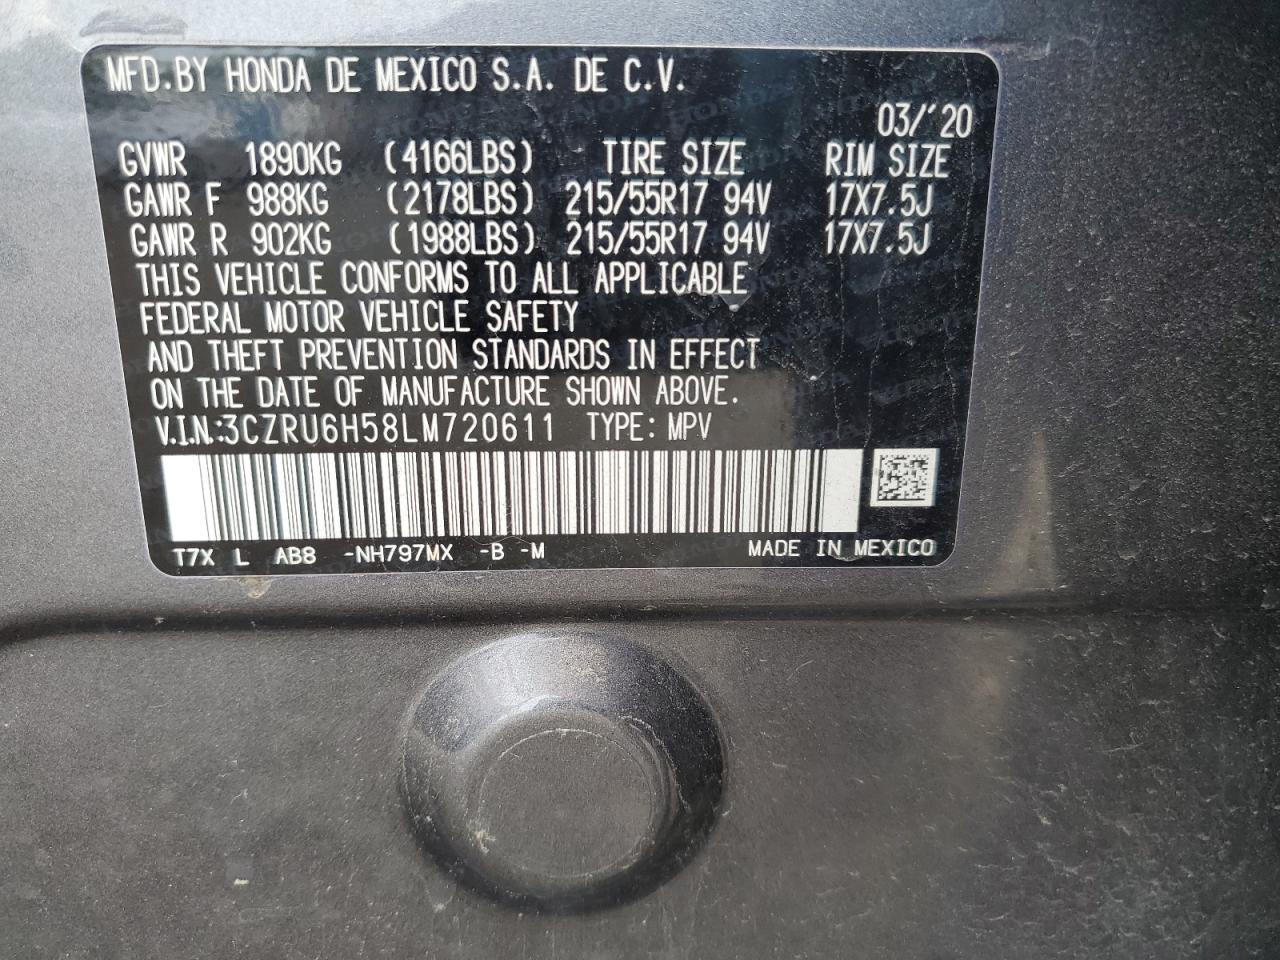 MFD.BY HONDA DE MEXICO S.A. DE C.V.
03/'20
GVWR 1890KG (4166LBS) TIRE SIZE RIM SIZE
GAWR F 988KG (2178LBS) 215/55R17 94V 17X7.5J
GAWR R 902KG (1988LBS) 215/55R17 94V 17X7.5J
THIS VEHICLE CONFORMS TO ALL APPLICABLE
FEDERAL MOTOR VEHICLE SAFETY
AND THEFT PREVENTION STANDARDS IN EFFECT
ON THE DATE OF MANUFACTURE SHOWN ABOVE.
V.I.N.:3CZRU6H58LM720611 TYPE: MPV
T7X L AB8 -NH797MX -B -M MADE IN MEXICO